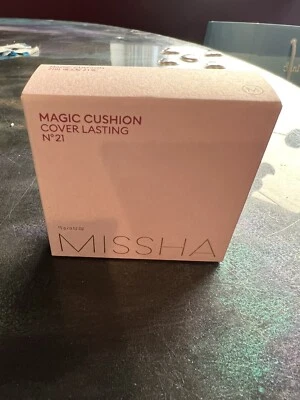 MAGIC CUSHION
COVER LASTING
N°21
MISSHA